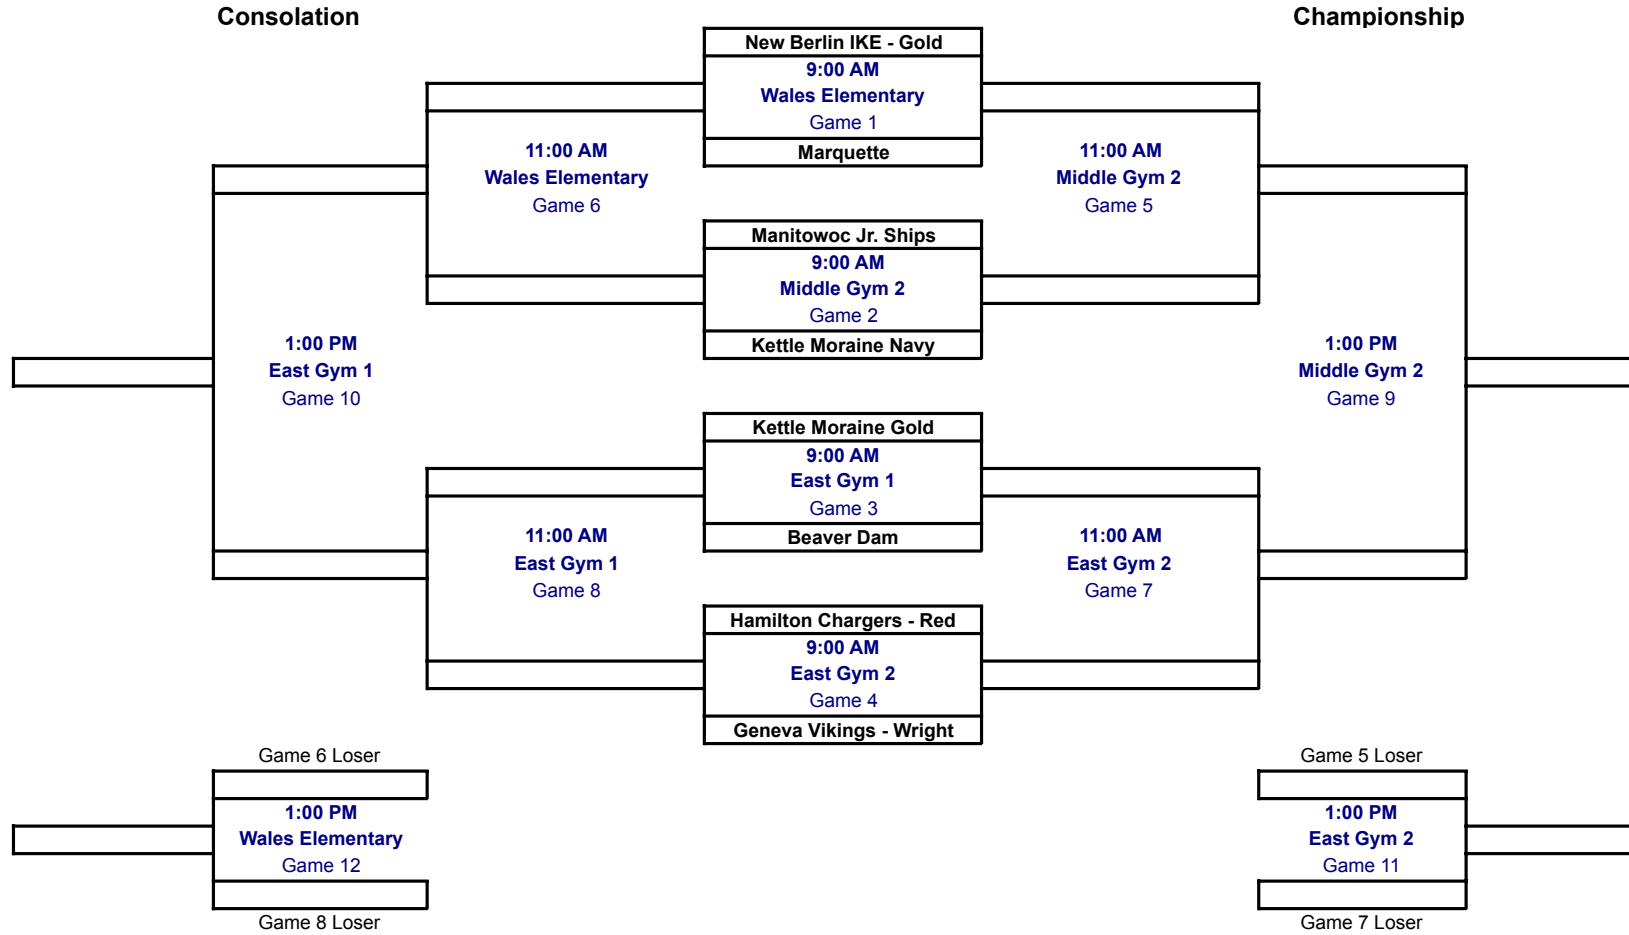 Consolation
Championship
New Berlin IKE - Gold
9:00 AM
Wales Elementary
Game 1
Marquette
11:00 AM
Wales Elementary
Game 6
11:00 AM
Middle Gym 2
Game 5
Manitowoc Jr. Ships
9:00 AM
Middle Gym 2
Game 2
Kettle Moraine Navy
1:00 PM
East Gym 1
Game 10
1:00 PM
Middle Gym 2
Game 9
Kettle Moraine Gold
9:00 AM
East Gym 1
Game 3
Beaver Dam
11:00 AM
East Gym 1
Game 8
11:00 AM
East Gym 2
Game 7
Hamilton Chargers - Red
9:00 AM
East Gym 2
Game 4
Geneva Vikings - Wright
Game 6 Loser
1:00 PM
Wales Elementary
Game 12
Game 8 Loser
Game 5 Loser
1:00 PM
East Gym 2
Game 11
Game 7 Loser